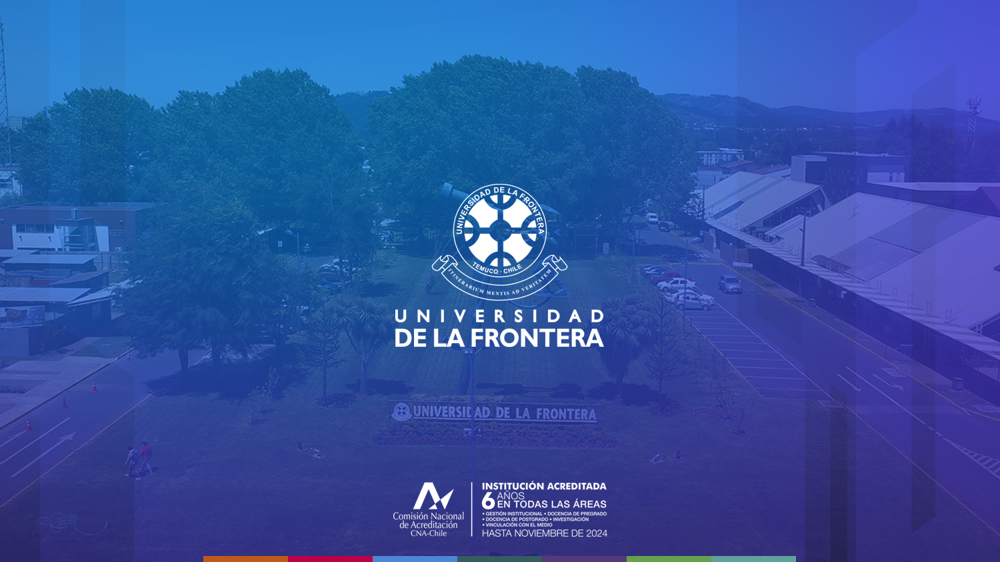 UNIVERSIDAD DE LA FRONTERA
TEMUCO · CHILE
ITINERARIUM MENTIS AD VERITATEM
UNIVERSIDAD
DE LA FRONTERA
UNIVERSIDAD DE LA FRONTERA
Comisión Nacional
de Acreditación
CNA-Chile
INSTITUCIÓN ACREDITADA
6 AÑOS
EN TODAS LAS ÁREAS
• GESTIÓN INSTITUCIONAL • DOCENCIA DE PREGRADO
• DOCENCIA DE POSTGRADO • INVESTIGACIÓN
• VINCULACIÓN CON EL MEDIO
HASTA NOVIEMBRE DE 2024